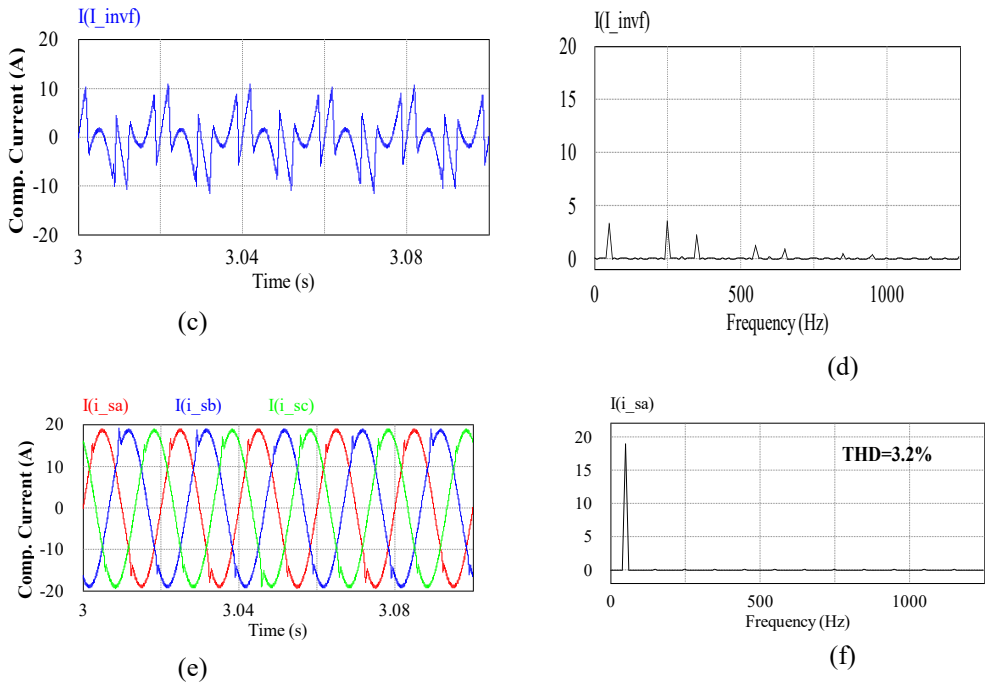 I(I_invf)
Comp. Current (A)
20
10
0
-10
-20
3
3.04
3.08
Time (s)
(c)
I(I_invf)
20
15
10
5
0
0
500
1000
Frequency (Hz)
(d)
I(i_sa) I(i_sb) I(i_sc)
Comp. Current (A)
20
10
0
-10
-20
3
3.04
3.08
Time (s)
(e)
I(i_sa)
THD=3.2%
20
15
10
5
0
0
500
1000
Frequency (Hz)
(f)